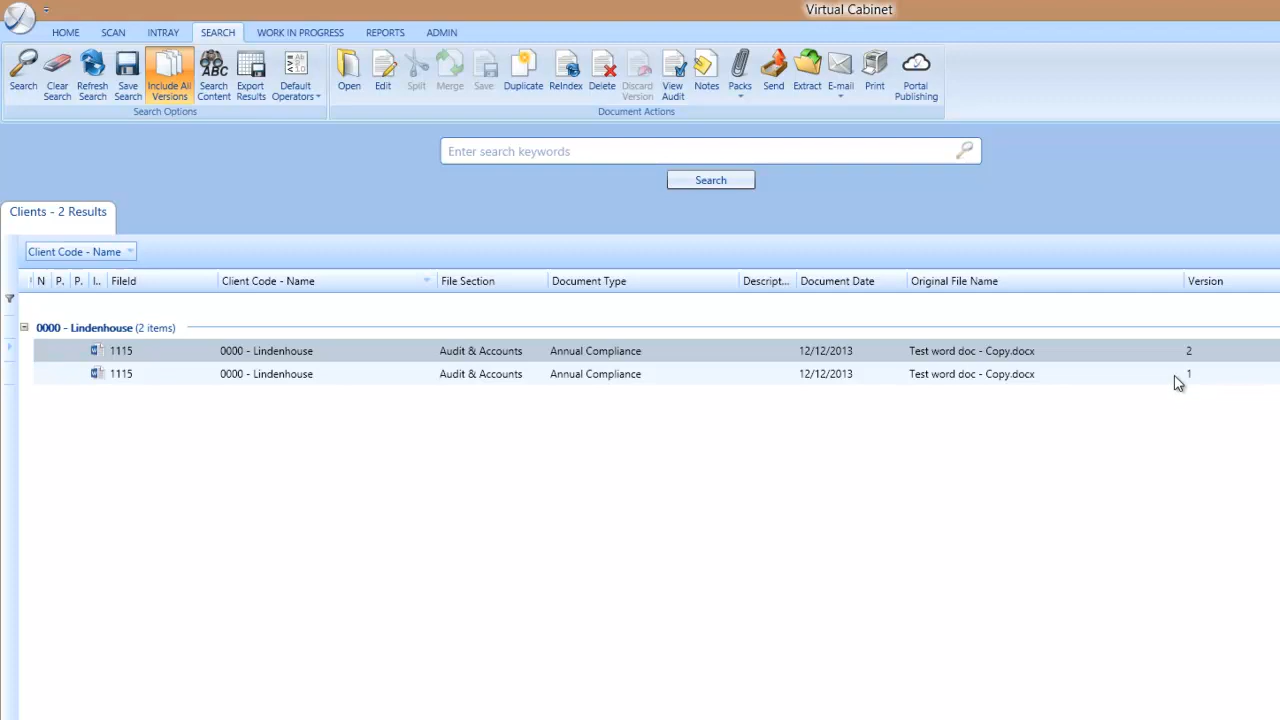 Virtual Cabinet
HOME SCAN INTRAY SEARCH WORK IN PROGRESS REPORTS ADMIN
ABC
Search Clear Search Refresh Search Save Search Include All Versions Search Content Export Results Default Operators Open Edit Split Merge Save Duplicate ReIndex Delete Discard Version View Audit Notes Packs Send Extract E-mail Print Portal Publishing
Search Options Document Actions
Enter search keywords
Search
Clients - 2 Results
Client Code - Name
N P. P. I.. FileId Client Code - Name File Section Document Type Descript... Document Date Original File Name Version
0000 - Lindenhouse (2 items)
1115 0000 - Lindenhouse Audit & Accounts Annual Compliance 12/12/2013 Test word doc - Copy.docx 2
1115 0000 - Lindenhouse Audit & Accounts Annual Compliance 12/12/2013 Test word doc - Copy.docx 1